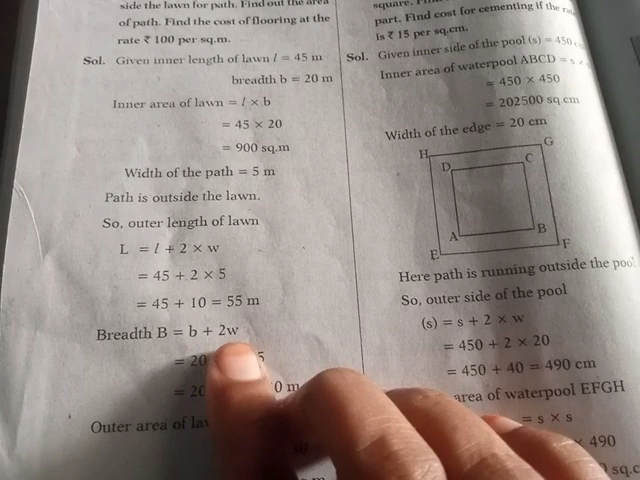 side the lawn for path. Find out the area
of path. Find the cost of flooring at the
rate ₹ 100 per sq.m.
Sol. Given inner length of lawn l = 45 m
breadth b = 20 m
Inner area of lawn = l × b
= 45 × 20
= 900 sq.m
Width of the path = 5 m
Path is outside the lawn.
So, outer length of lawn
L = l + 2 × w
= 45 + 2 × 5
= 45 + 10 = 55 m
Breadth B = b + 2w
= 20 5
= 20 0 m
Outer area of
square.
part. Find cost for cementing if the
is ₹ 15 per sq.cm.
Sol. Given inner side of the pool (s) = 450
Inner area of waterpool ABCD = s ×
= 450 × 450
= 202500 sq cm
Width of the edge = 20 cm
H G
D C
A B
E F
Here path is running outside the pool
So, outer side of the pool
(s) = s + 2 × w
= 450 + 2 × 20
= 450 + 40 = 490 cm
area of waterpool EFGH
= s × s
× 490